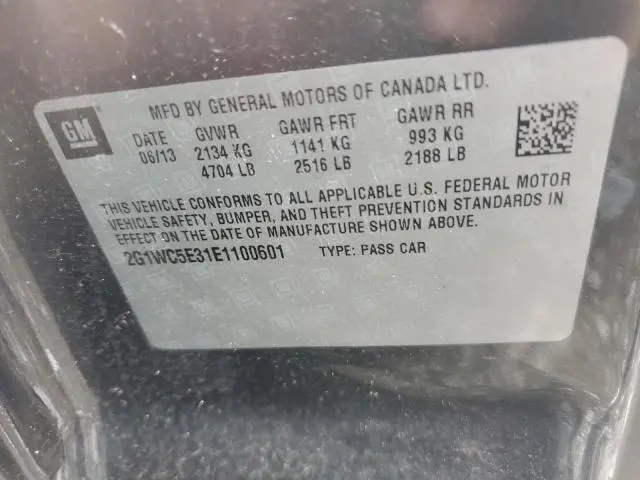 GM
MFD BY GENERAL MOTORS OF CANADA LTD.
DATE GVWR GAWR FRT GAWR RR
06/13 2134 KG 1141 KG 993 KG
4704 LB 2516 LB 2188 LB
THIS VEHICLE CONFORMS TO ALL APPLICABLE U.S. FEDERAL MOTOR
VEHICLE SAFETY, BUMPER, AND THEFT PREVENTION STANDARDS IN
EFFECT ON THE DATE OF MANUFACTURE SHOWN ABOVE.
2G1WC5E31E1100601 TYPE: PASS CAR